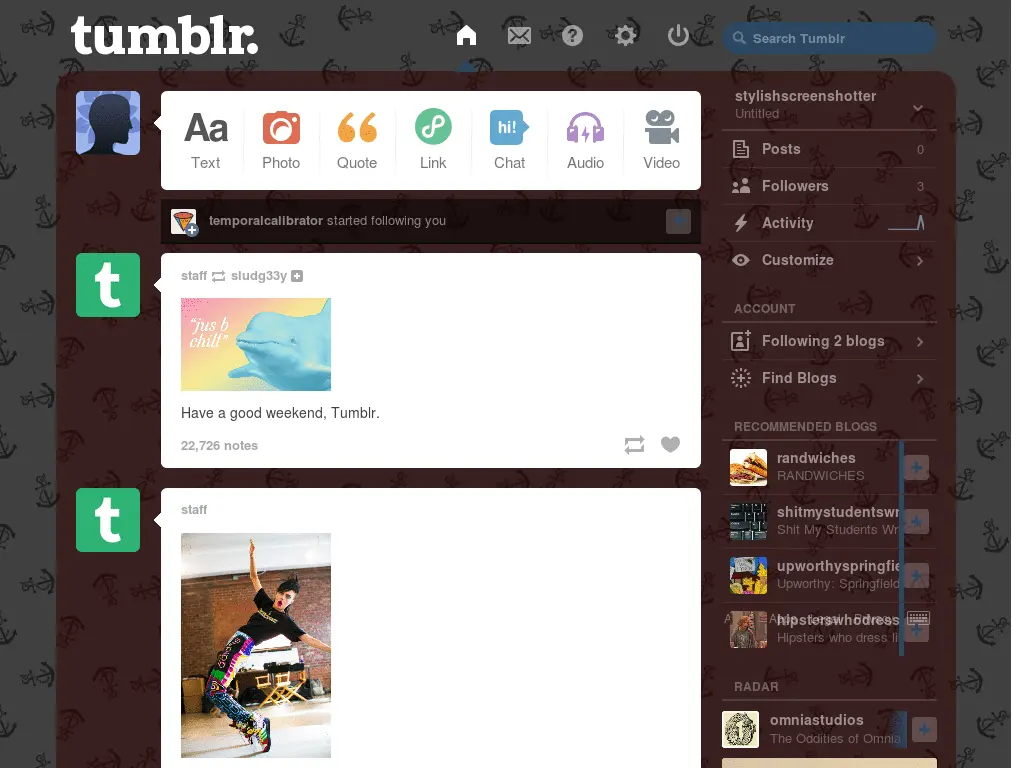 tumblr.
Search Tumblr
Aa
Text
Photo
Quote
Link
hi!
Chat
Audio
Video
temporalcalibrator started following you
staff sludg33y
"jus b
chill"
Have a good weekend, Tumblr.
22,726 notes
staff
stylishscreenshotter
Untitled
Posts 0
Followers 3
Activity
Customize
ACCOUNT
Following 2 blogs
Find Blogs
RECOMMENDED BLOGS
randwiches
RANDWICHES
shitmystudentswr
Shit My Students Wr
upworthyspringfie
Upworthy: Springfield
hipsterswhodress
Hipsters who dress li
RADAR
omniastudios
The Oddities of Omnia